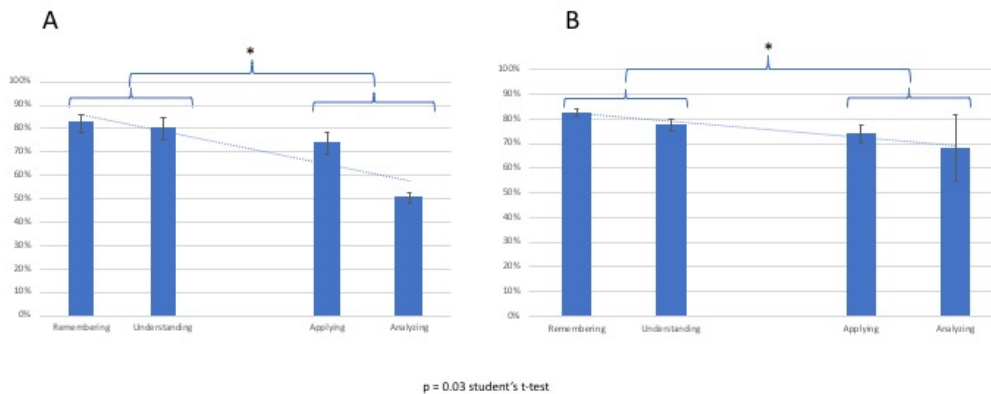 A
*
100%
90%
80%
70%
60%
50%
40%
30%
20%
10%
0%
Remembering
Understanding
Applying
Analyzing
B
*
100%
90%
80%
70%
60%
50%
40%
30%
20%
10%
0%
Remembering
Understanding
Applying
Analyzing
p = 0.03 student's t-test